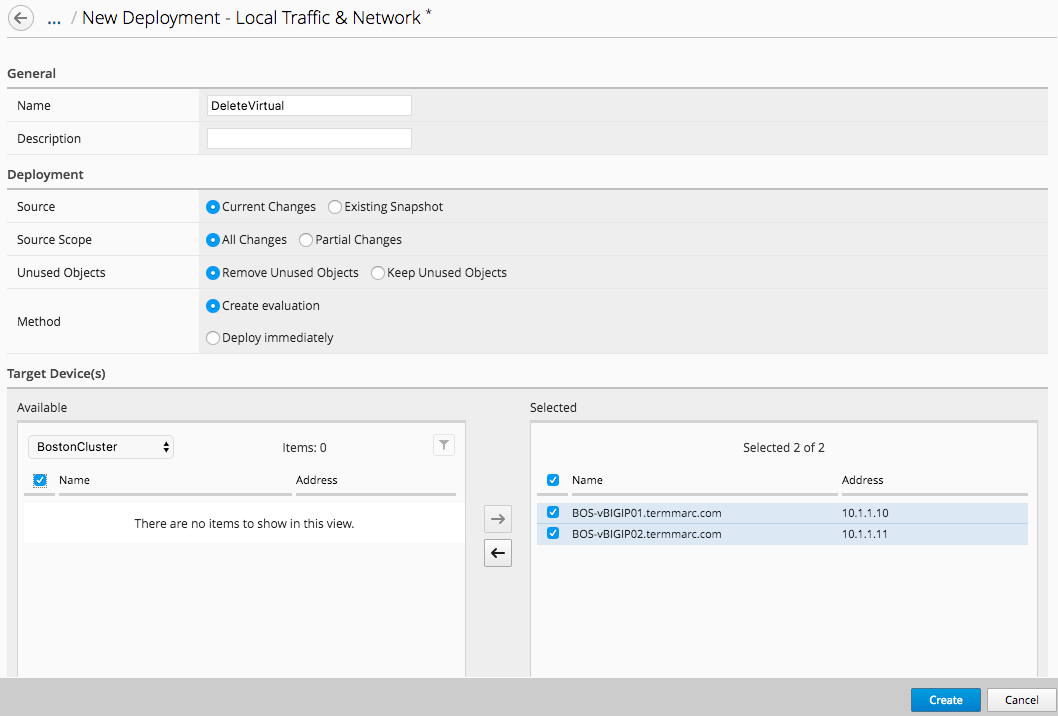 ... / New Deployment - Local Traffic & Network *
General
Name DeleteVirtual
Description
Deployment
Source Current Changes Existing Snapshot
Source Scope All Changes Partial Changes
Unused Objects Remove Unused Objects Keep Unused Objects
Method Create evaluation
Deploy immediately
Target Device(s)
Available
BostonCluster Items: 0
Name Address
There are no items to show in this view.
Selected
Selected 2 of 2
Name Address
BOS-vBIGIP01.termmarc.com 10.1.1.10
BOS-vBIGIP02.termmarc.com 10.1.1.11
Create Cancel